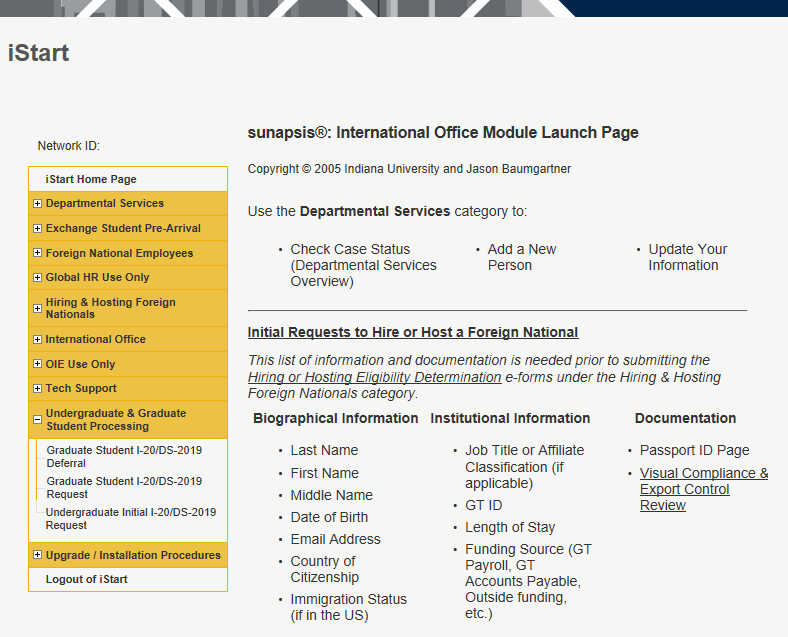 iStart
Network ID:
iStart Home Page
Departmental Services
Exchange Student Pre-Arrival
Foreign National Employees
Global HR Use Only
Hiring & Hosting Foreign
Nationals
International Office
OIE Use Only
Tech Support
Undergraduate & Graduate
Student Processing
Graduate Student I-20/DS-2019
Deferral
Graduate Student I-20/DS-2019
Request
Undergraduate Initial I-20/DS-2019
Request
Upgrade / Installation Procedures
Logout of iStart
sunapsis®: International Office Module Launch Page
Copyright © 2005 Indiana University and Jason Baumgartner
Use the Departmental Services category to:
• Check Case Status
(Departmental Services
Overview)
• Add a New
Person
• Update Your
Information
Initial Requests to Hire or Host a Foreign National
This list of information and documentation is needed prior to submitting the
Hiring or Hosting Eligibility Determination e-forms under the Hiring & Hosting
Foreign Nationals category.
Biographical Information
• Last Name
• First Name
• Middle Name
• Date of Birth
• Email Address
• Country of
Citizenship
• Immigration Status
(if in the US)
Institutional Information
• Job Title or Affiliate
Classification (if
applicable)
• GT ID
• Length of Stay
• Funding Source (GT
Payroll, GT
Accounts Payable,
Outside funding,
etc.)
Documentation
• Passport ID Page
• Visual Compliance &
Export Control
Review